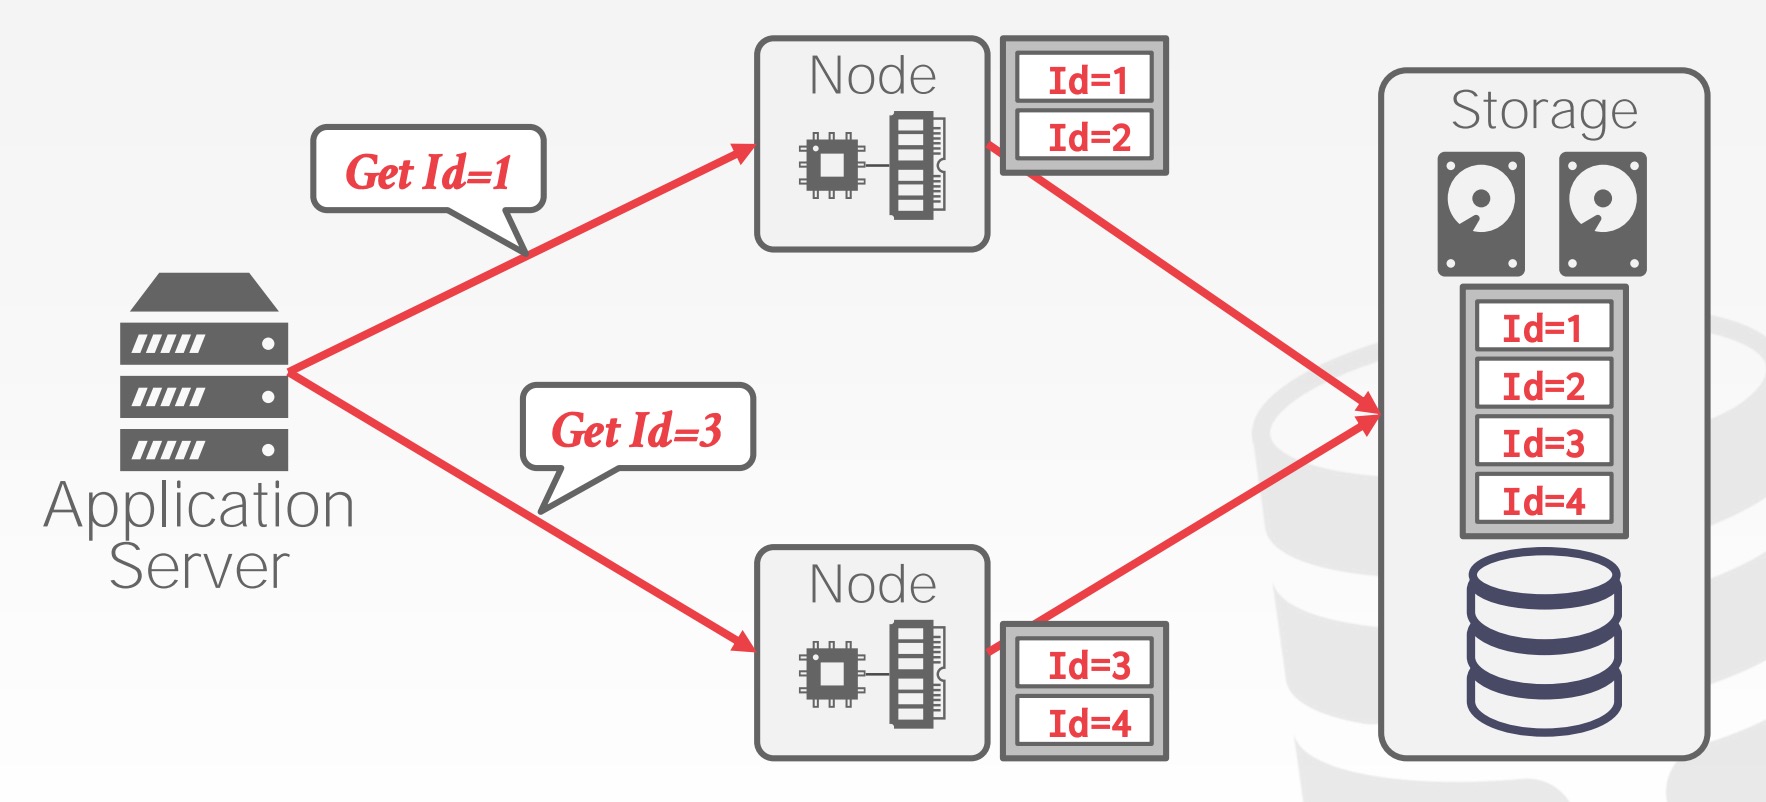 Node
Id=1
Id=2
Storage
Get Id=1
Id=1
Id=2
Id=3
Id=4
Get Id=3
Application
Server
Node
Id=3
Id=4